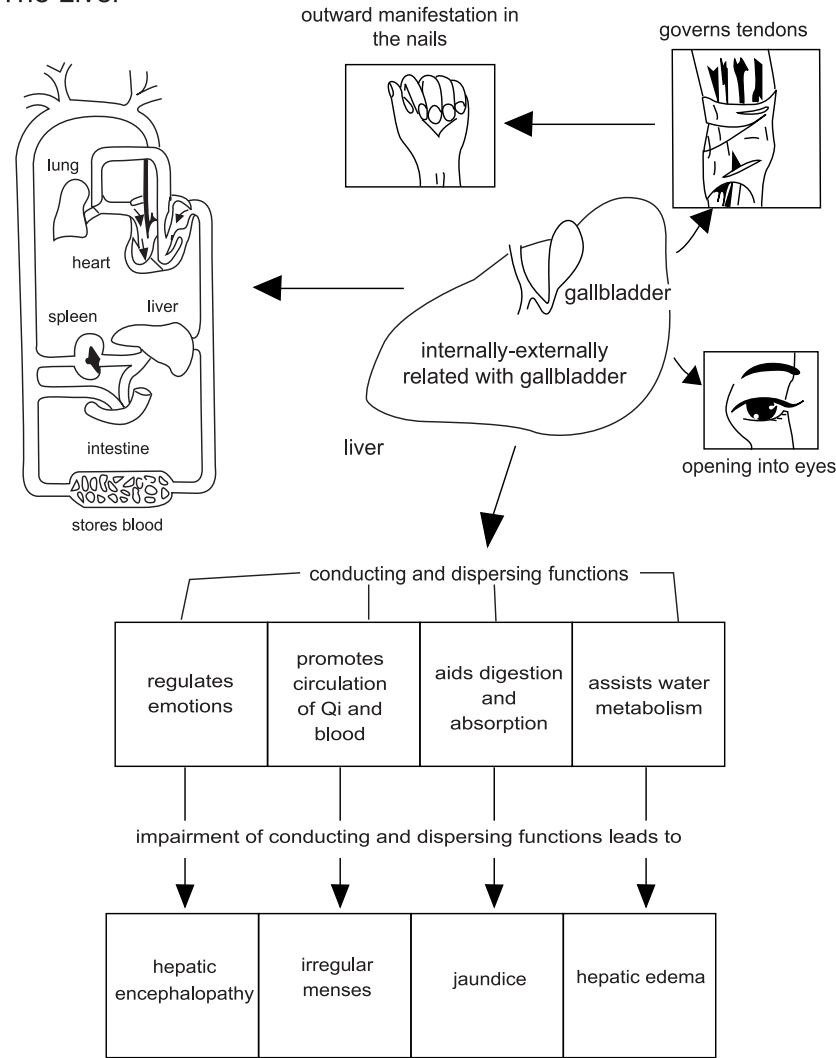 The Liver
outward manifestation in
the nails
governs tendons
lung
heart
spleen
liver
intestine
stores blood
gallbladder
internally-externally
related with gallbladder
liver
opening into eyes
conducting and dispersing functions
regulates
emotions
promotes
circulation
of Qi and
blood
aids digestion
and
absorption
assists water
metabolism
impairment of conducting and dispersing functions leads to
hepatic
encephalopathy
irregular
menses
jaundice
hepatic edema